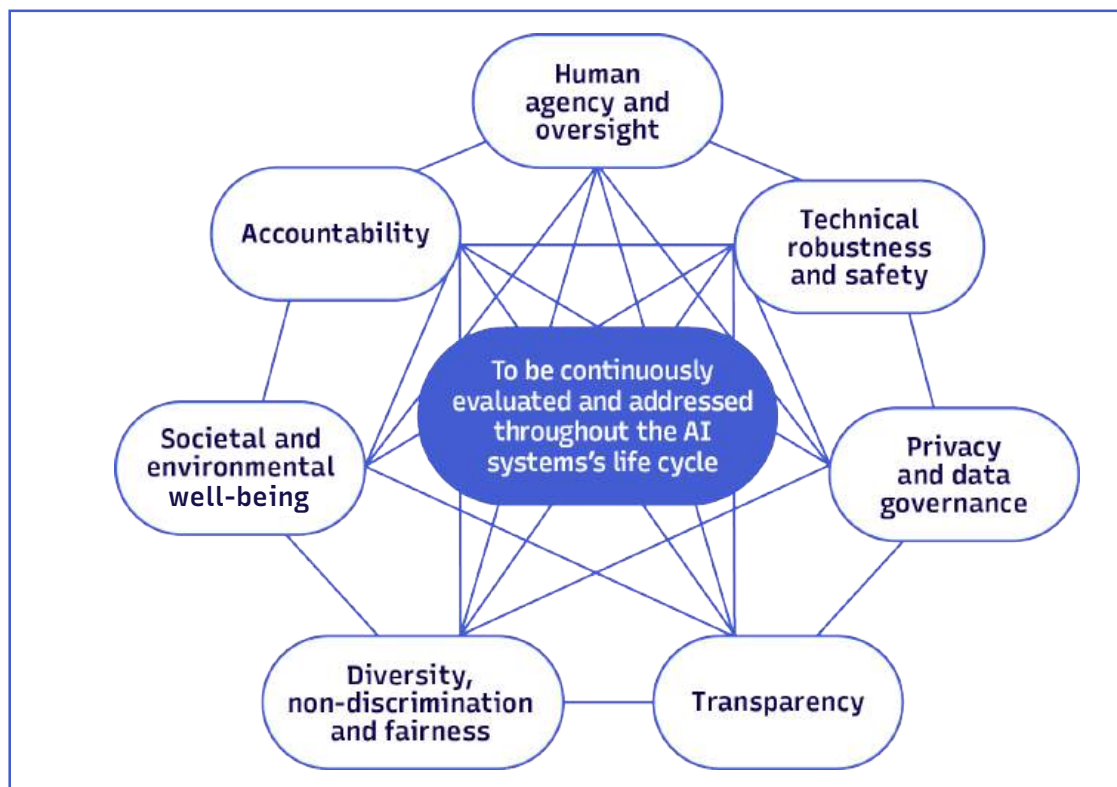 Human
agency and
oversight
Accountability
Technical
robustness
and safety
To be continuously
evaluated and addressed
throughout the AI
systems's life cycle
Societal and
environmental
well-being
Privacy
and data
governance
Diversity,
non-discrimination
and fairness
Transparency